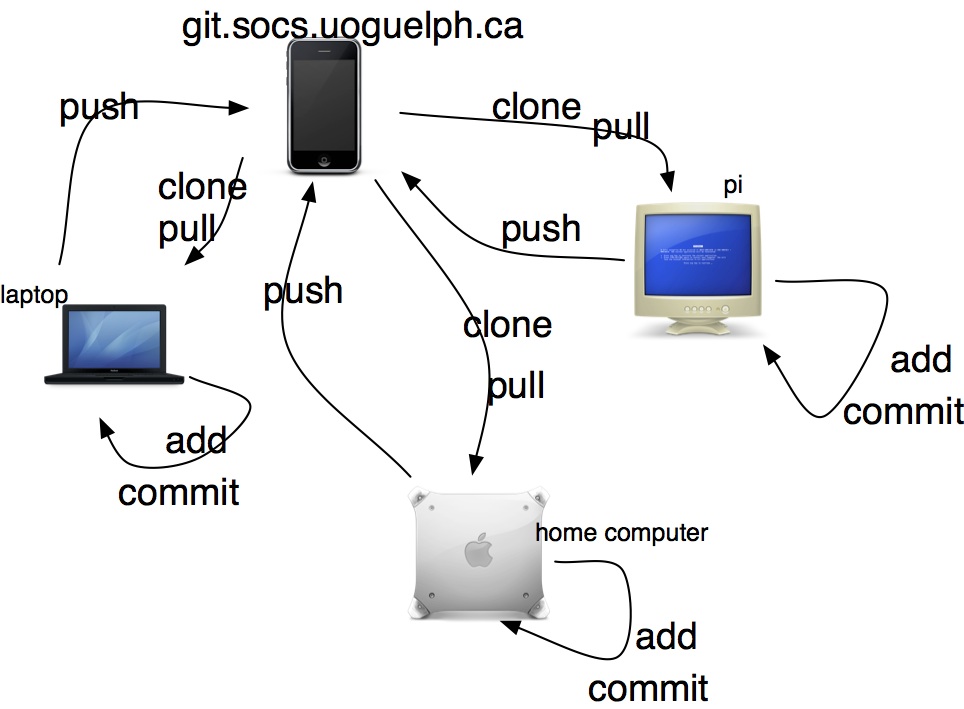 git.socs.uoguelph.ca
push
clone
pull
clone
pull
pi
push
laptop
push
clone
pull
add
commit
add
commit
home computer
add
commit